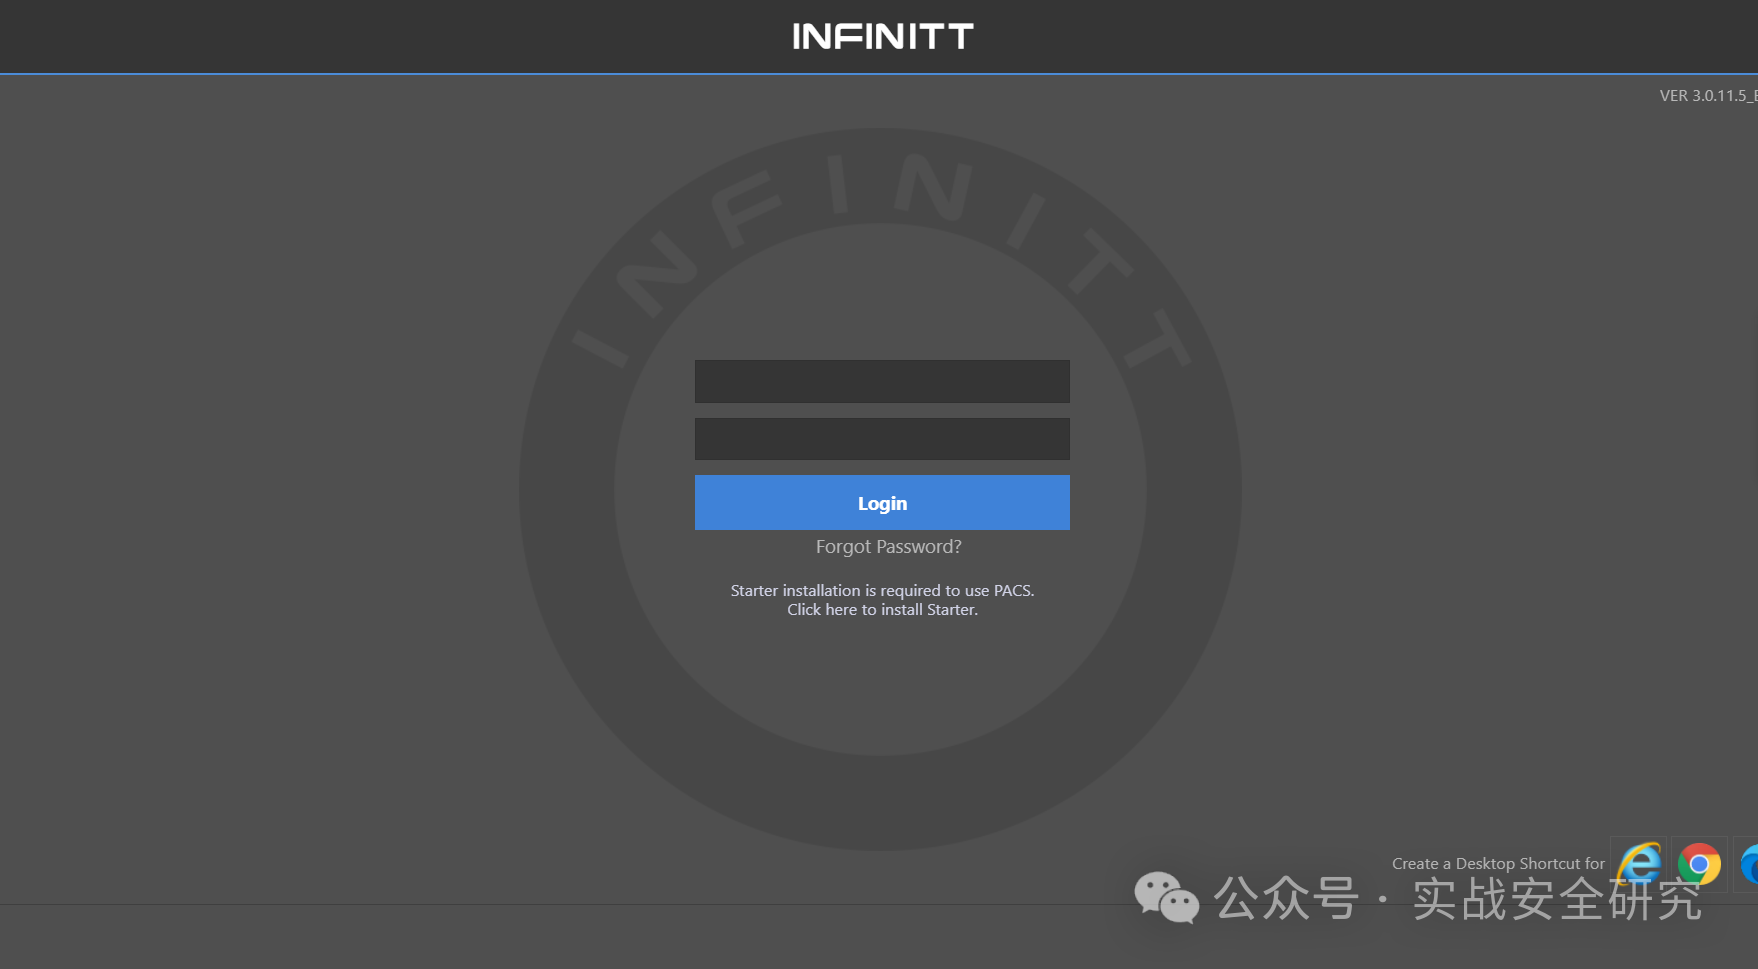 INFINITT
VER 3.0.11.5_
INFINITT
Login
Forgot Password?
Starter installation is required to use PACS.
Click here to install Starter.
Create a Desktop Shortcut for
公众号 · 实战安全研究